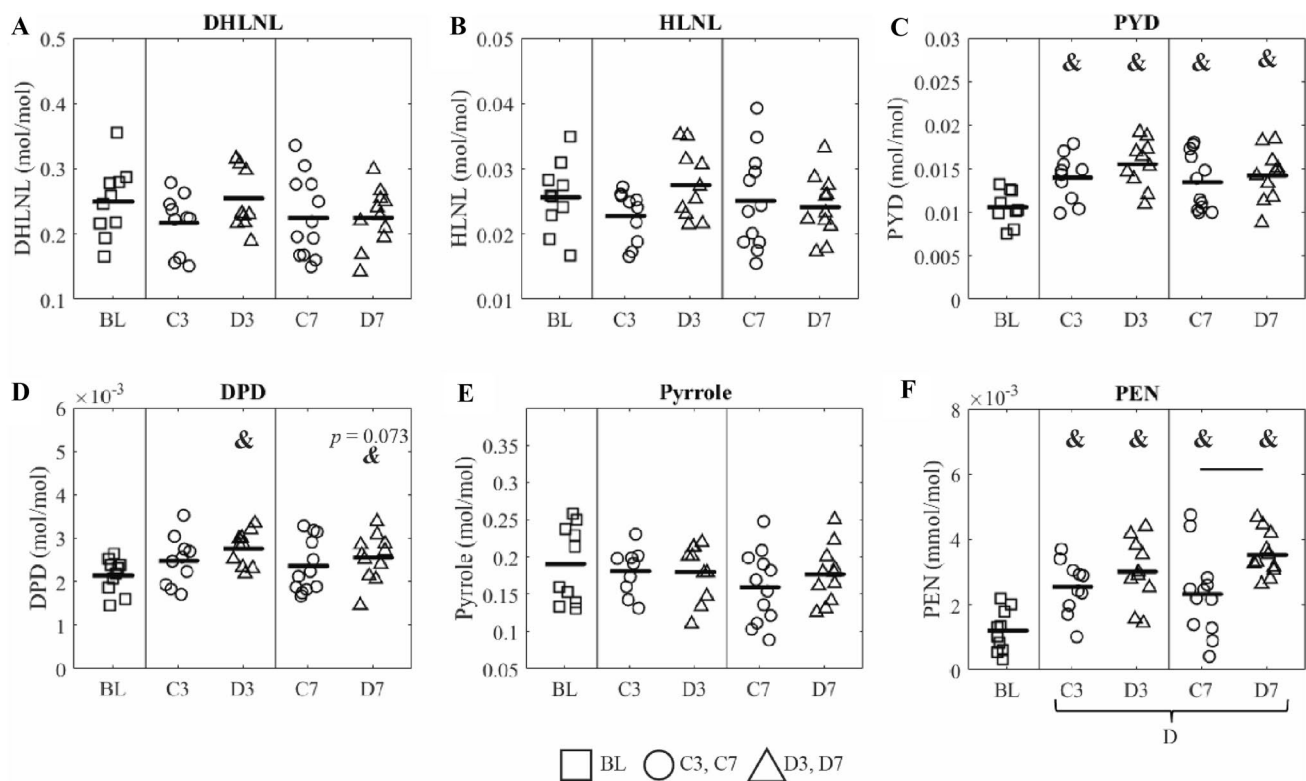 A DHLNL
DHLNL (mol/mol)
0.5
0.4
0.3
0.2
0.1
BL C3 D3 C7 D7
B HLNL
HLNL (mol/mol)
0.05
0.04
0.03
0.02
0.01
BL C3 D3 C7 D7
C PYD
PYD (mol/mol)
0.03
0.025
0.02
0.015
0.01
0.005
0
& & & &
BL C3 D3 C7 D7
D DPD
×10⁻³
DPD (mol/mol)
6
5
4
3
2
1
0
& p = 0.073
&
BL C3 D3 C7 D7
E Pyrrole
Pyrrole (mol/mol)
0.35
0.3
0.25
0.2
0.15
0.1
0.05
BL C3 D3 C7 D7
F PEN
×10⁻³
PEN (mmol/mol)
8
6
4
2
0
& & & &
BL C3 D3 C7 D7
D
BL C3, C7 D3, D7